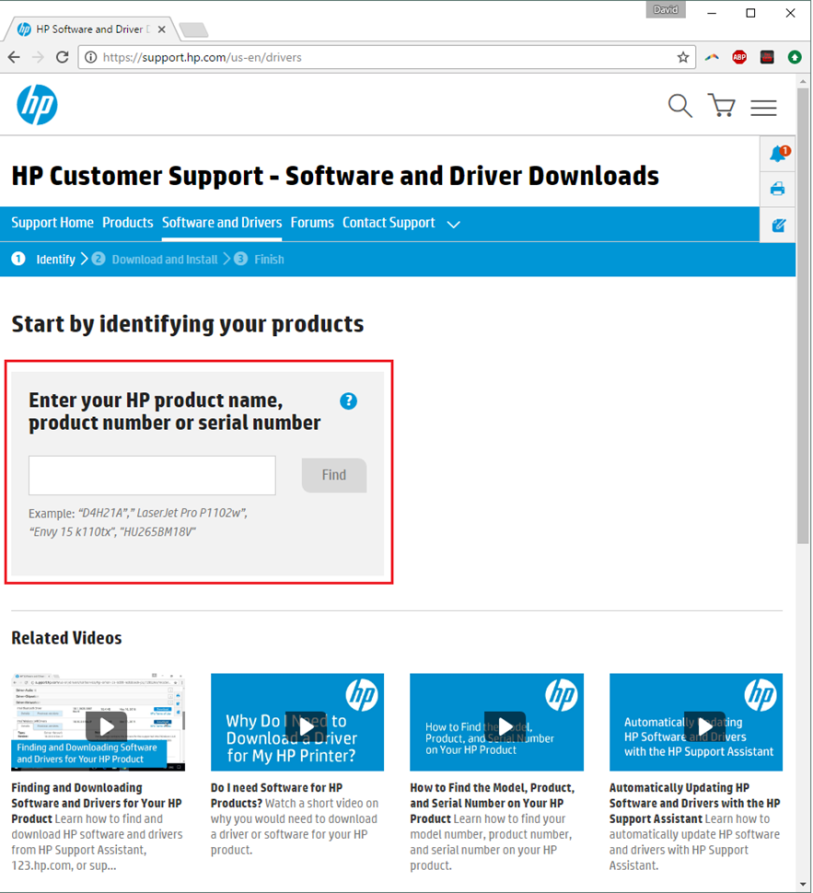 David
HP Software and Driver D
https://support.hp.com/us-en/drivers
ABP
hp
1
HP Customer Support - Software and Driver Downloads
Support Home Products Software and Drivers Forums Contact Support
1 Identify > 2 Download and Install > 3 Finish
Start by identifying your products
Enter your HP product name, ?
product number or serial number
Find
Example: "D4H21A"," LaserJet Pro P1102w",
"Envy 15 k110tx", "HU265BM18V"
Related Videos
Finding and Downloading Software
and Drivers for Your HP Product
hp
Why Do I Need to
Download a Driver
for My HP Printer?
hp
How to Find the Model,
Product, and Serial Number
on Your HP Product
hp
Automatically Updating
HP Software and Drivers
with the HP Support Assistant
Finding and Downloading
Software and Drivers for Your HP
Product Learn how to find and
download HP software and drivers
from HP Support Assistant,
123.hp.com, or sup...
Do I need Software for HP
Products? Watch a short video on
why you would need to download
a driver or software for your HP
product.
How to Find the Model, Product,
and Serial Number on Your HP
Product Learn how to find your
model number, product number,
and serial number on your HP
product.
Automatically Updating HP
Software and Drivers with the HP
Support Assistant Learn how to
automatically update HP software
and drivers with HP Support
Assistant.